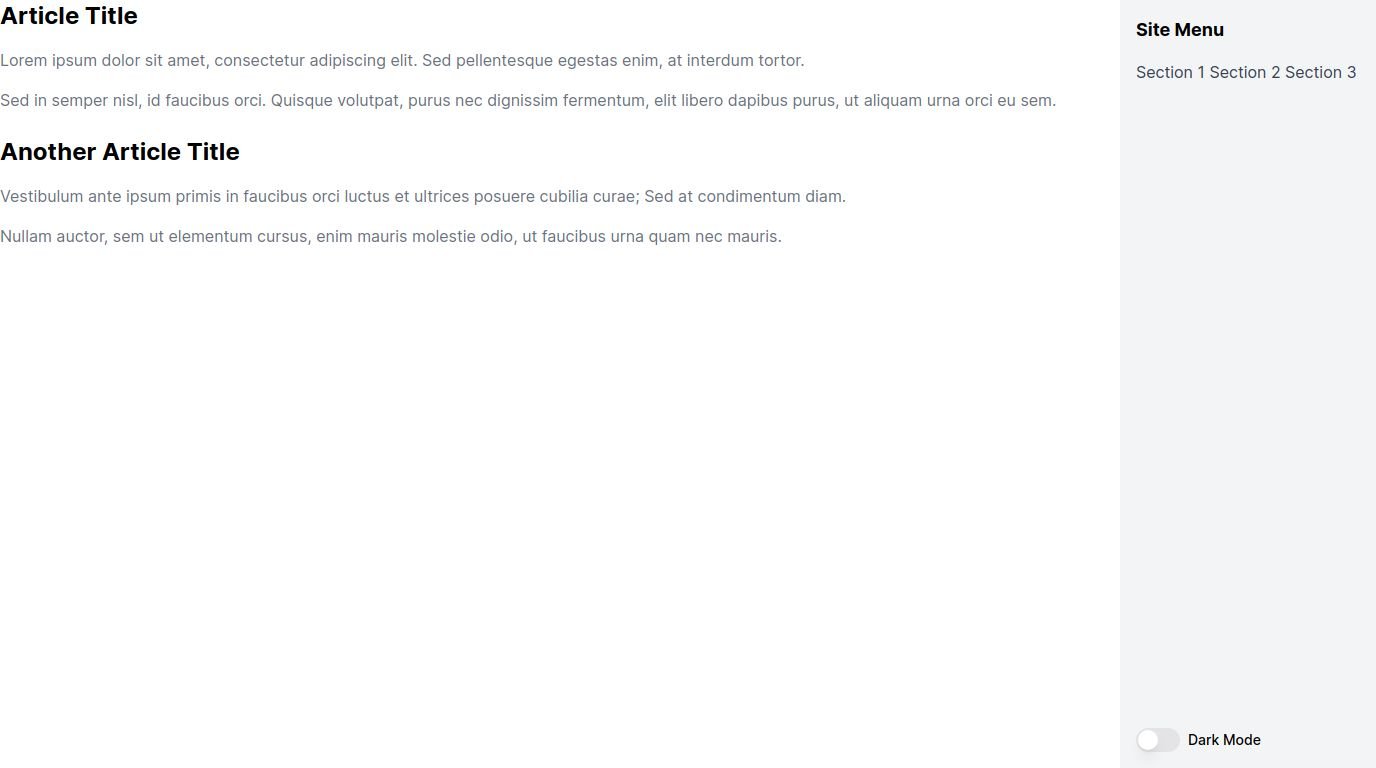 Article Title
Lorem ipsum dolor sit amet, consectetur adipiscing elit. Sed pellentesque egestas enim, at interdum tortor.
Sed in semper nisl, id faucibus orci. Quisque volutpat, purus nec dignissim fermentum, elit libero dapibus purus, ut aliquam urna orci eu sem.
Another Article Title
Vestibulum ante ipsum primis in faucibus orci luctus et ultrices posuere cubilia curae; Sed at condimentum diam.
Nullam auctor, sem ut elementum cursus, enim mauris molestie odio, ut faucibus urna quam nec mauris.
Site Menu
Section 1 Section 2 Section 3
Dark Mode